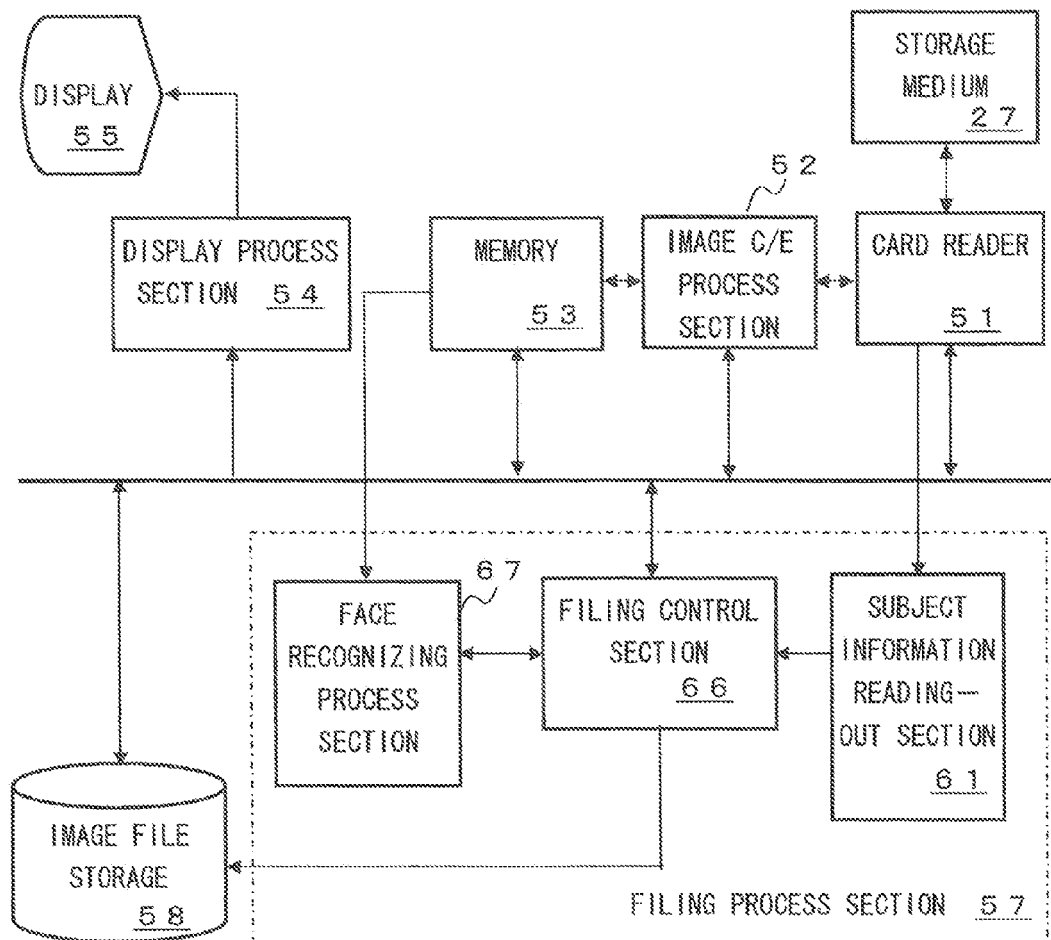 DISPLAY
55
STORAGE
MEDIUM
27
DISPLAY PROCESS
SECTION 54
MEMORY
53
52
IMAGE C/E
PROCESS
SECTION
CARD READER
51
FACE
RECOGNIZING
PROCESS
SECTION
67
FILING CONTROL
SECTION
66
SUBJECT
INFORMATION
READING—
OUT SECTION
61
IMAGE FILE
STORAGE
58
FILING PROCESS SECTION 57